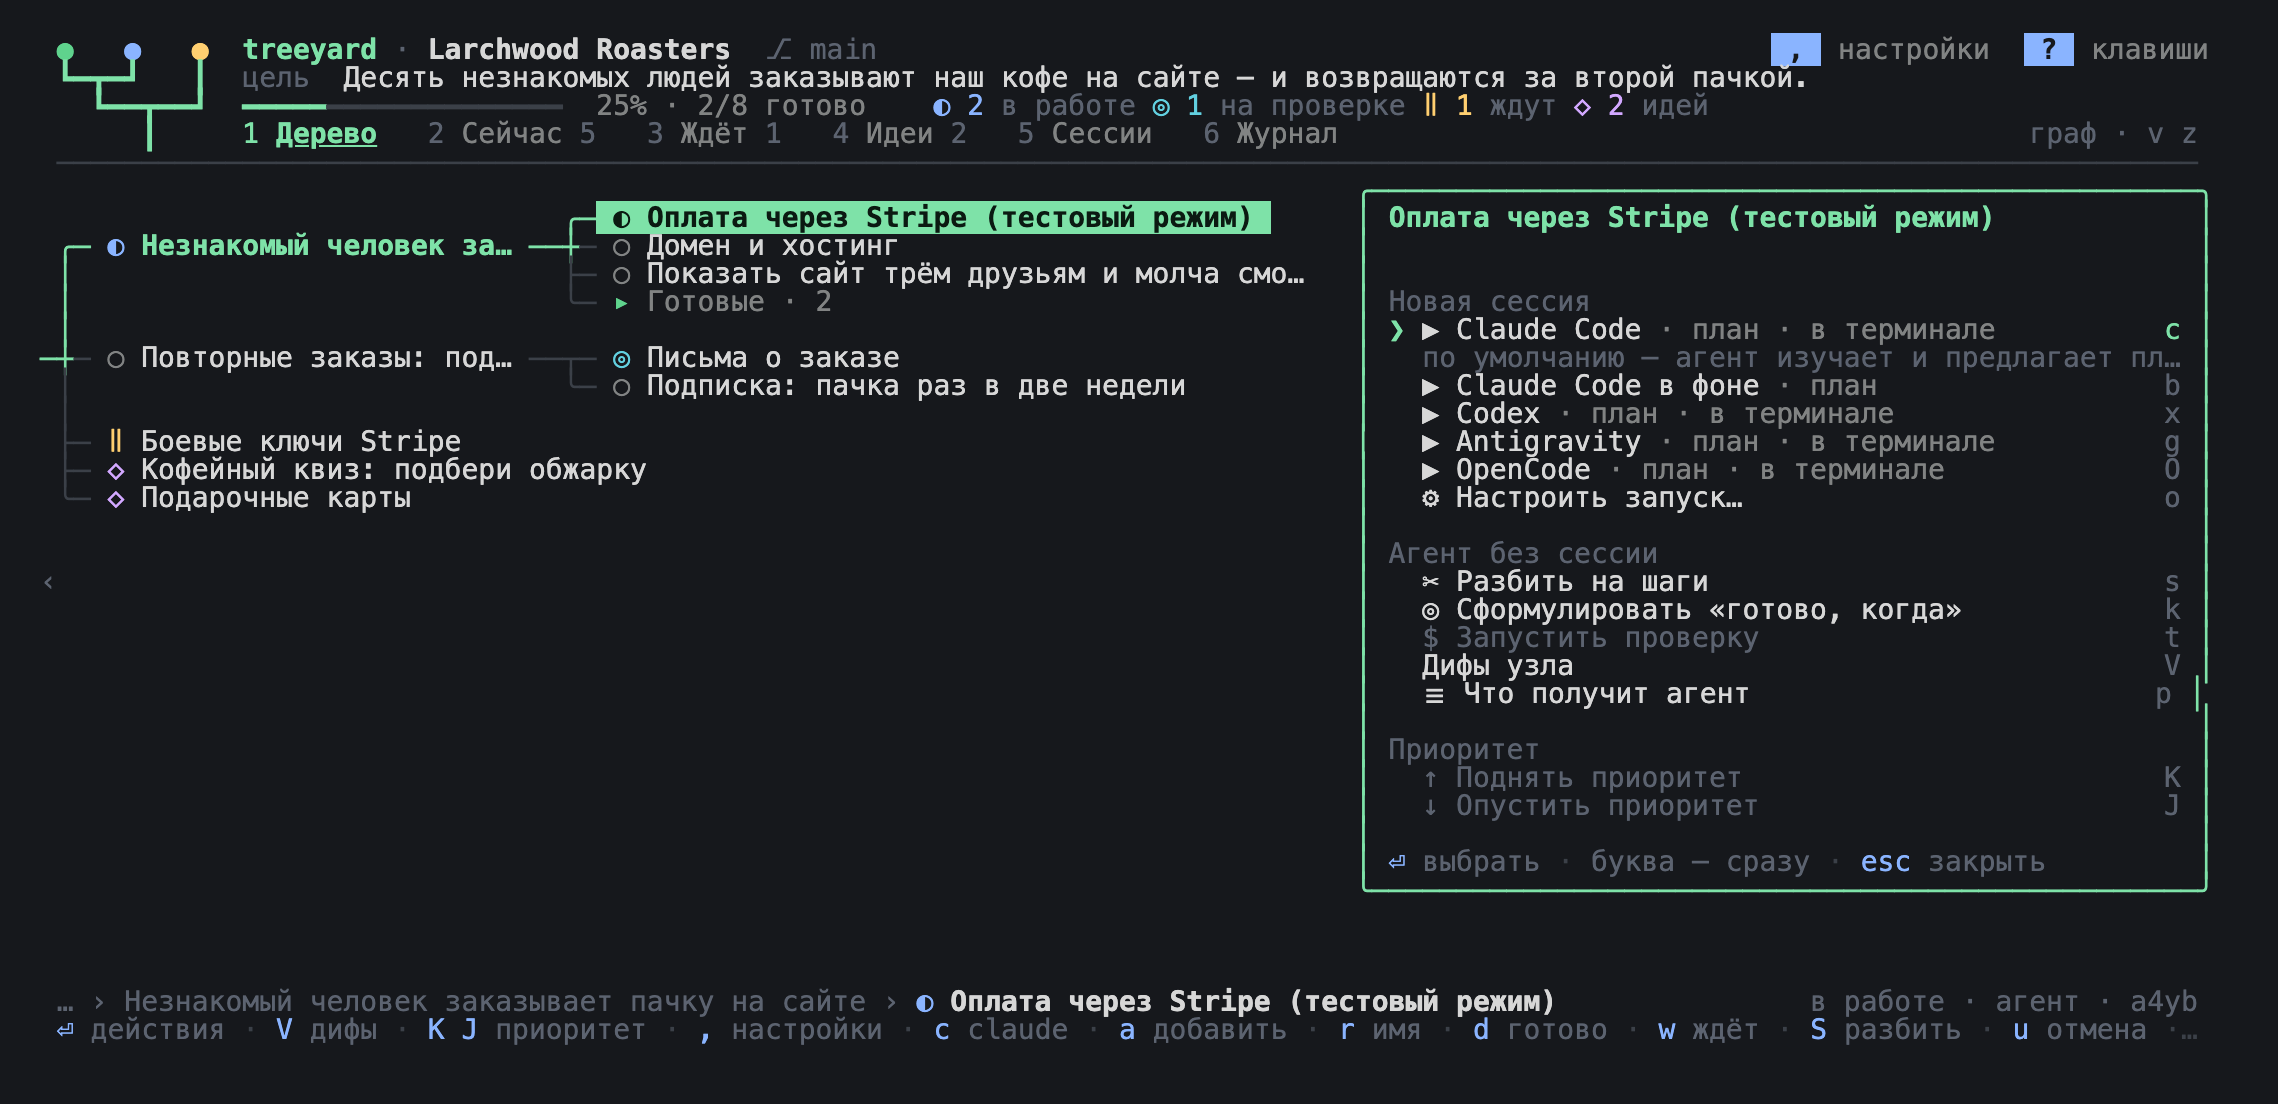 treeyard · Larchwood Roasters ⎇ main , настройки ? клавиши
цель Десять незнакомых людей заказывают наш кофе на сайте — и возвращаются за второй пачкой.
25% · 2/8 готово ◐ 2 в работе ◎ 1 на проверке ‖ 1 ждут ◇ 2 идей
1 Дерево 2 Сейчас 5 3 Ждёт 1 4 Идеи 2 5 Сессии 6 Журнал граф · v z
◐ Незнакомый человек за…
◐ Оплата через Stripe (тестовый режим)
○ Домен и хостинг
○ Показать сайт трём друзьям и молча смо…
▸ Готовые · 2
○ Повторные заказы: под…
◎ Письма о заказе
○ Подписка: пачка раз в две недели
‖ Боевые ключи Stripe
◇ Кофейный квиз: подбери обжарку
◇ Подарочные карты
‹
Оплата через Stripe (тестовый режим)
Новая сессия
❯ ▶ Claude Code · план · в терминале c
по умолчанию — агент изучает и предлагает пл…
▶ Claude Code в фоне · план b
▶ Codex · план · в терминале x
▶ Antigravity · план · в терминале g
▶ OpenCode · план · в терминале O
⚙ Настроить запуск… o
Агент без сессии
✂ Разбить на шаги s
◎ Сформулировать «готово, когда» k
$ Запустить проверку t
Дифы узла V
≡ Что получит агент p
Приоритет
↑ Поднять приоритет K
↓ Опустить приоритет J
⏎ выбрать · буква — сразу · esc закрыть
… › Незнакомый человек заказывает пачку на сайте › ◐ Оплата через Stripe (тестовый режим) в работе · агент · a4yb
⏎ действия · V дифы · K J приоритет · , настройки · c claude · a добавить · r имя · d готово · w ждёт · S разбить · u отмена ·…